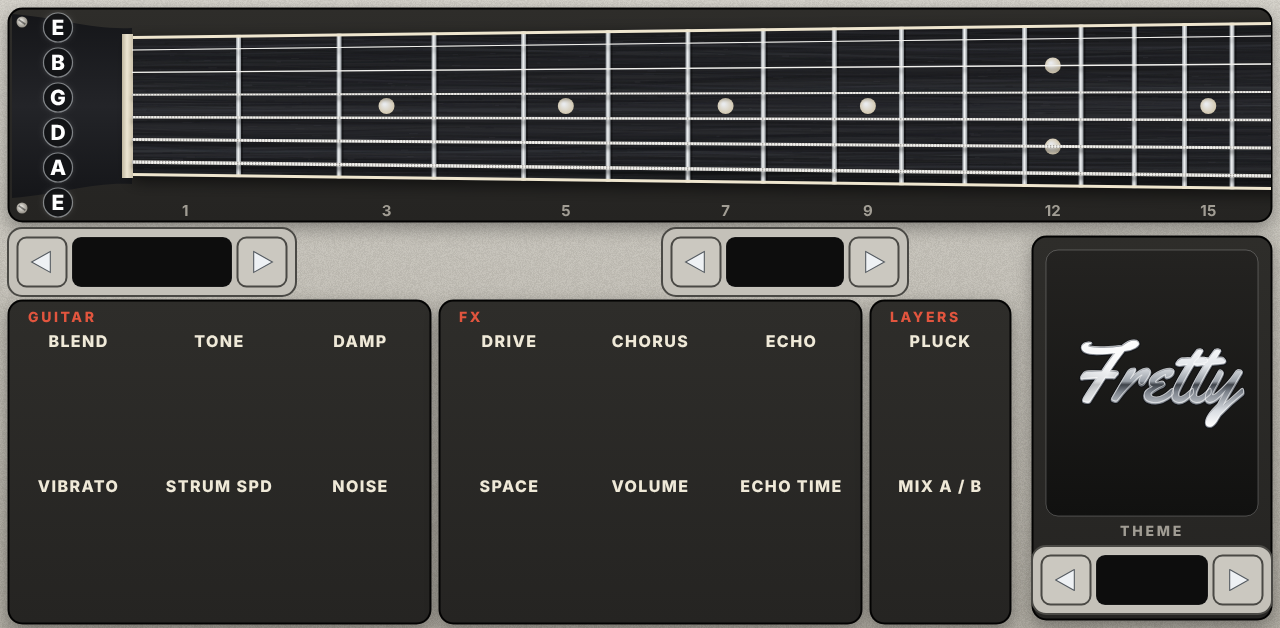 E
B
G
D
A
E
1 3 5 7 9 12 15
GUITAR
BLEND TONE DAMP
VIBRATO STRUM SPD NOISE
FX
DRIVE CHORUS ECHO
SPACE VOLUME ECHO TIME
LAYERS
PLUCK
MIX A / B
Fretty
THEME